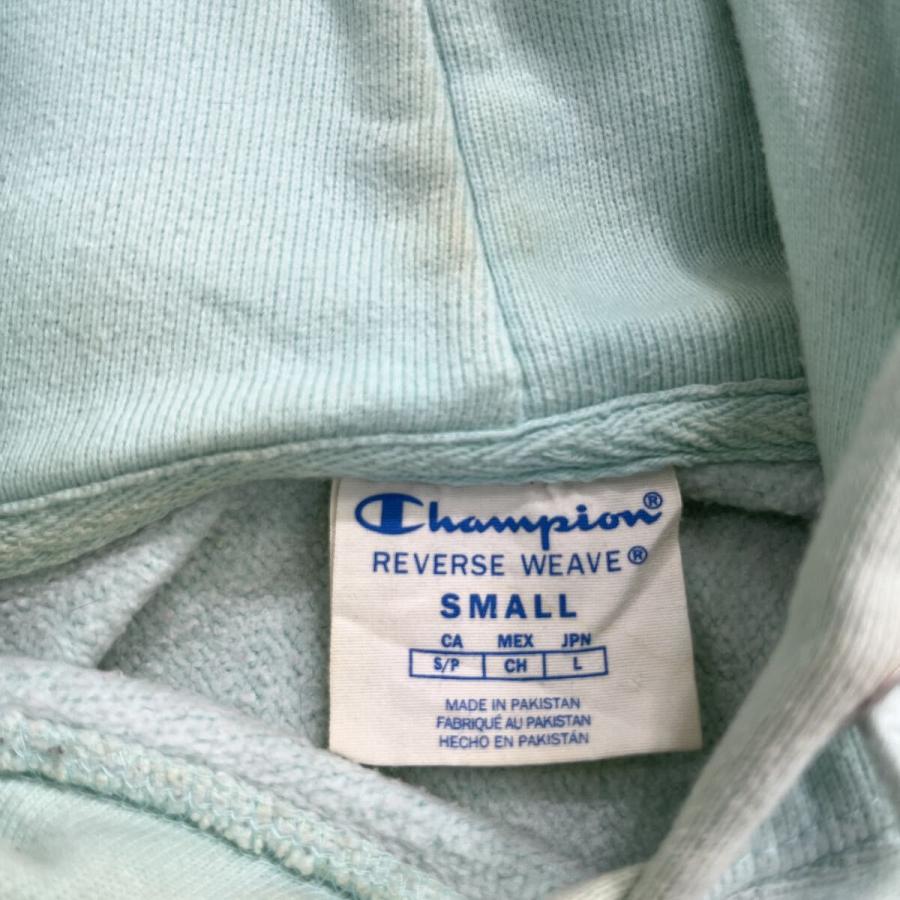 Champion®
REVERSE WEAVE®
SMALL
CA MEX JPN
S/P CH L
MADE IN PAKISTAN
FABRIQUÉ AU PAKISTAN
HECHO EN PAKISTÁN